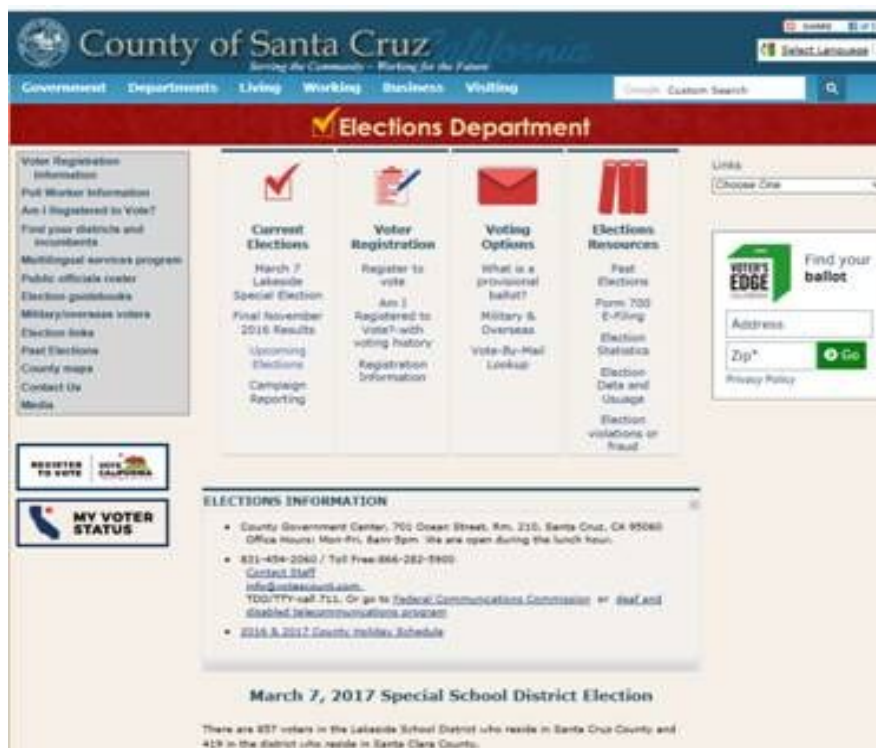 SHARE
County of Santa Cruz
California
Serving the Community – Working for the Future
Select Language
Government Departments Living Working Business Visiting
Google Custom Search
Elections Department
Voter Registration
Information
Poll Worker Information
Am I Registered to Vote?
Find your districts and
incumbents
Multilingual services program
Public officials roster
Election guidebooks
Military/overseas voters
Election links
Past Elections
County maps
Contact Us
Media
REGISTER
TO VOTE
VOTE
CALIFORNIA
MY VOTER
STATUS
Current
Elections
March 7
Lakeside
Special Election
Final November
2016 Results
Upcoming
Elections
Campaign
Reporting
Voter
Registration
Register to
vote
Am I
Registered to
Vote?-with
voting history
Registration
Information
Voting
Options
What is a
provisional
ballot?
Military &
Overseas
Vote-By-Mail
Lookup
Elections
Resources
Past
Elections
Form 700
E-Filing
Election
Statistics
Election
Data and
Usuage
Election
violations or
fraud
Links
Choose One
VOTER'S
EDGE
Find your
ballot
Address
Zip*
Go
Privacy Policy
ELECTIONS INFORMATION
County Government Center, 701 Ocean Street, Rm. 210, Santa Cruz, CA 95060
Office Hours: Mon-Fri, 8am-5pm We are open during the lunch hour.
831-454-2060 / Toll Free:866-282-5900
Contact Staff
info@votescount.com
TDD/TTY-call 711. Or go to Federal Communications Commission or deaf and
disabled telecommunications program
2016 & 2017 County Holiday Schedule
March 7, 2017 Special School District Election
There are 857 voters in the Lakeside School District who reside in Santa Cruz County and
419 in the district who reside in Santa Clara County.